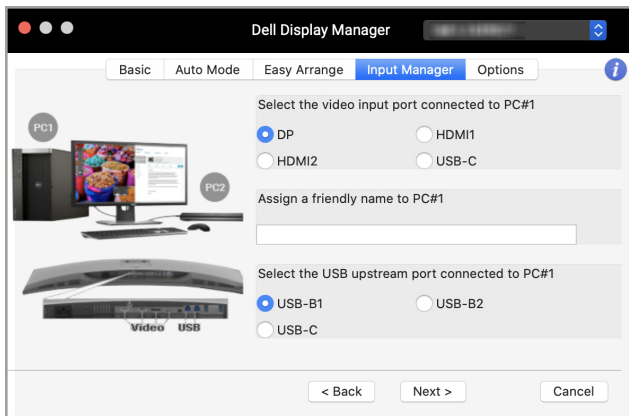 Dell Display Manager
Basic Auto Mode Easy Arrange Input Manager Options
i
Select the video input port connected to PC#1
DP HDMI1
HDMI2 USB-C
PC1
PC2
Assign a friendly name to PC#1
Select the USB upstream port connected to PC#1
USB-B1 USB-B2
USB-C
Video USB
< Back Next > Cancel